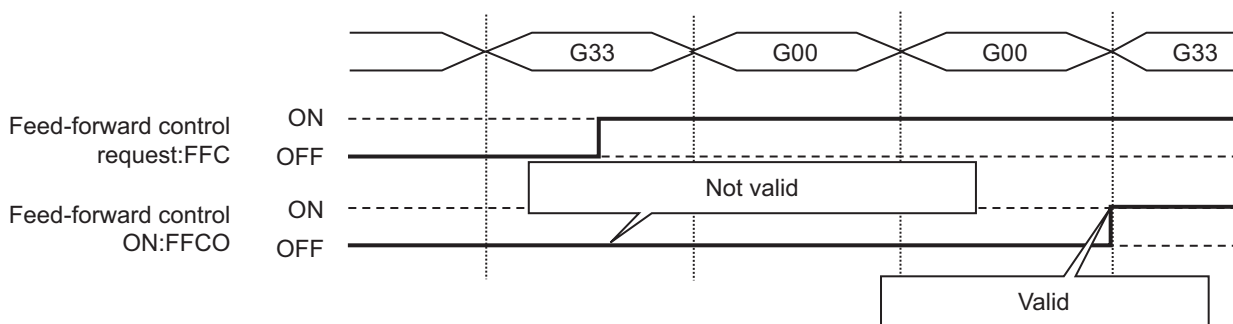 G33
G00
G00
G33
Feed-forward control
request:FFC
ON
OFF
Not valid
Feed-forward control
ON:FFCO
ON
OFF
Valid